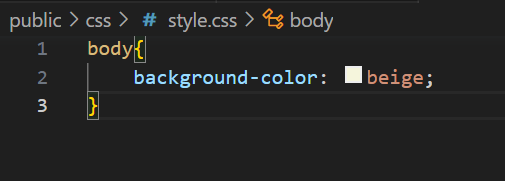 public > css > # style.css > body
1 body{
2     background-color: beige;
3 }